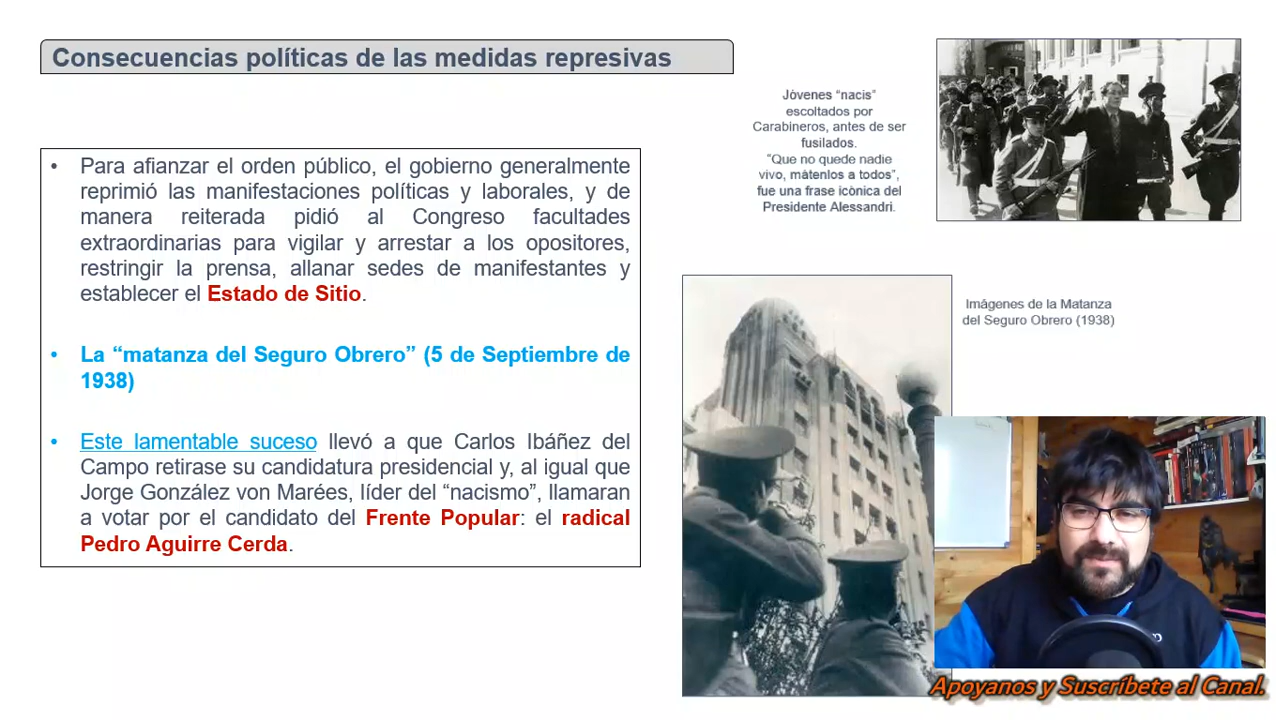 Consecuencias políticas de las medidas represivas
• Para afianzar el orden público, el gobierno generalmente
reprimió las manifestaciones políticas y laborales, y de
manera reiterada pidió al Congreso facultades
extraordinarias para vigilar y arrestar a los opositores,
restringir la prensa, allanar sedes de manifestantes y
establecer el Estado de Sitio.
• La “matanza del Seguro Obrero” (5 de Septiembre de
1938)
• Este lamentable suceso llevó a que Carlos Ibáñez del
Campo retirase su candidatura presidencial y, al igual que
Jorge González von Marées, líder del “nacismo”, llamaran
a votar por el candidato del Frente Popular: el radical
Pedro Aguirre Cerda.
Jóvenes “nacis”
escoltados por
Carabineros, antes de ser
fusilados.
“Que no quede nadie
vivo, mátenlos a todos”,
fue una frase icónica del
Presidente Alessandri.
Imágenes de la Matanza
del Seguro Obrero (1938)
Apoyanos y Suscríbete al Canal.